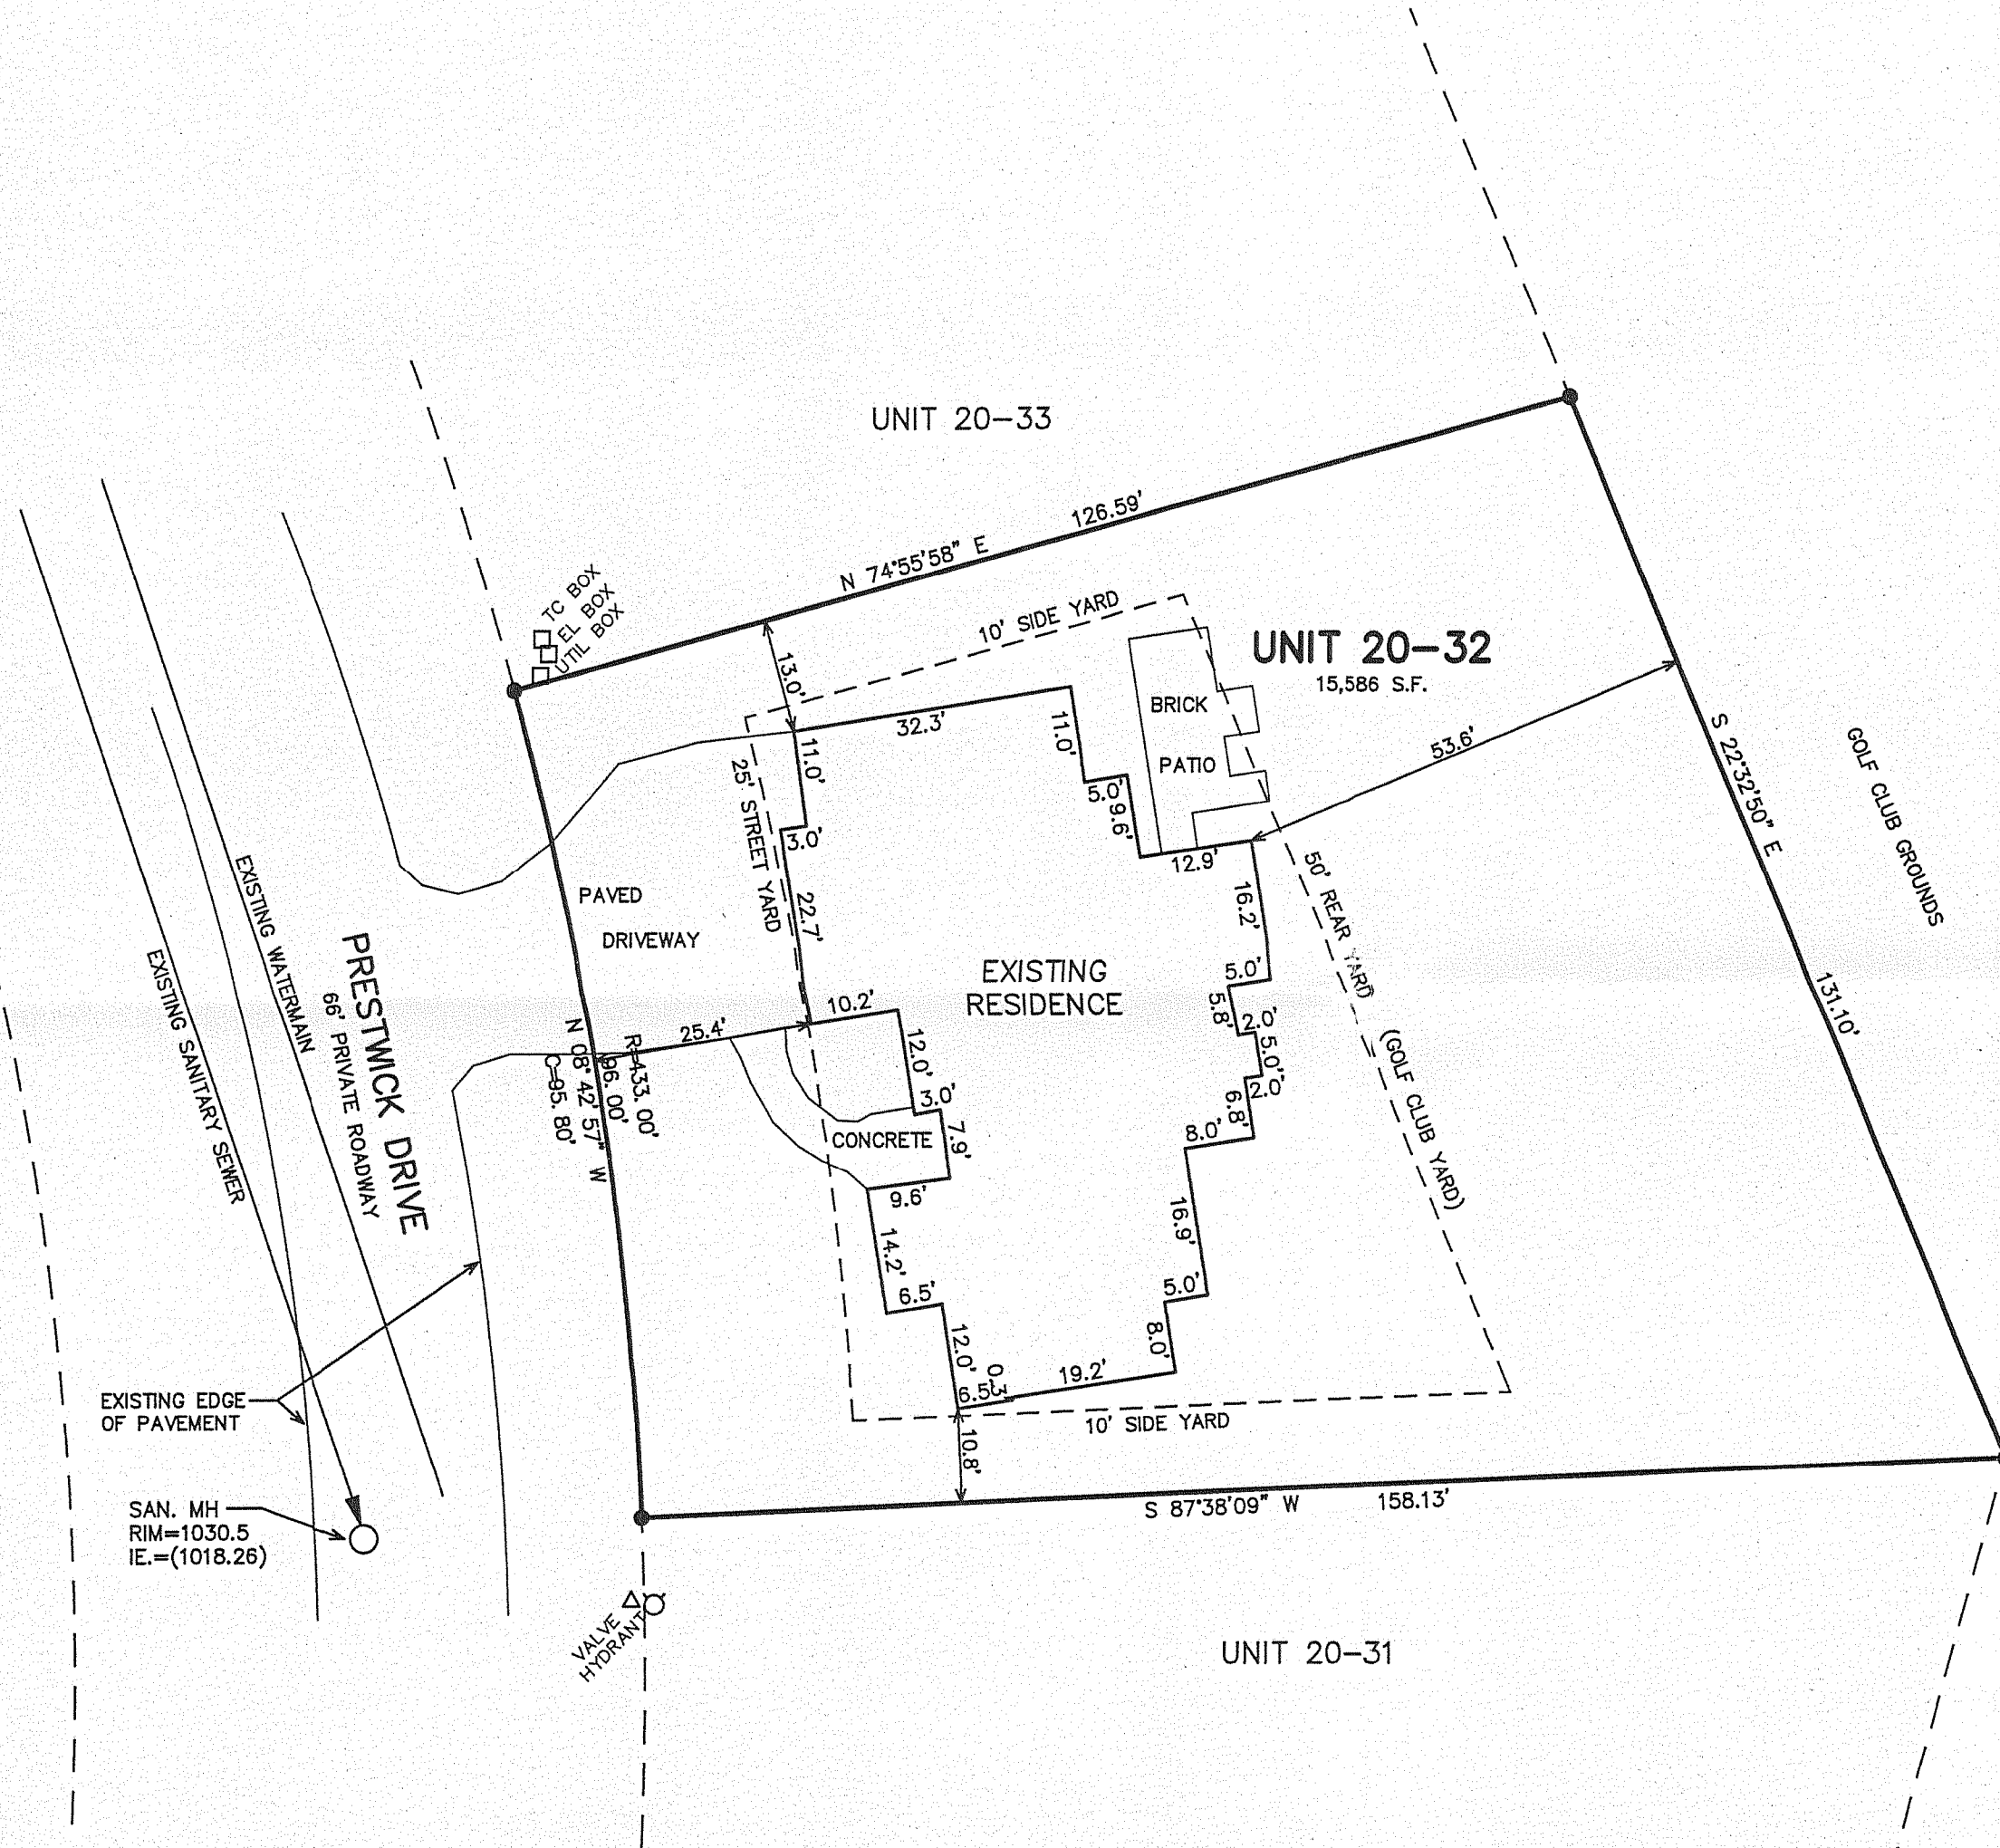 UNIT 20-33
126.59'
N 74°55'58" E
TC BOX
EL BOX
UTIL BOX
10' SIDE YARD
UNIT 20-32
15,586 S.F.
13.0'
32.3'
11.0'
11.0'
BRICK
PATIO
53.6'
S 22°32'50" E
131.10'
GOLF CLUB GROUNDS
25' STREET YARD
3.0'
5.0'
9.6'
12.9'
22.7'
16.2'
50' REAR YARD
(GOLF CLUB YARD)
PAVED
DRIVEWAY
EXISTING
RESIDENCE
EXISTING WATERMAIN
EXISTING SANITARY SEWER
PRESTWICK DRIVE
66' PRIVATE ROADWAY
5.0'
5.8'
2.0'
5.0'
2.0'
6.8'
8.0'
10.2'
25.4'
R=433.00'
96.00'
N 08°42'57" W
C=95.80'
12.0'
3.0'
CONCRETE
7.9'
9.6'
14.2'
16.9'
6.5'
5.0'
12.0'
8.0'
0.3'
6.5'
19.2'
10' SIDE YARD
10.8'
S 87°38'09" W
158.13'
EXISTING EDGE
OF PAVEMENT
SAN. MH
RIM=1030.5
IE.=(1018.26)
VALVE
HYDRANT
UNIT 20-31